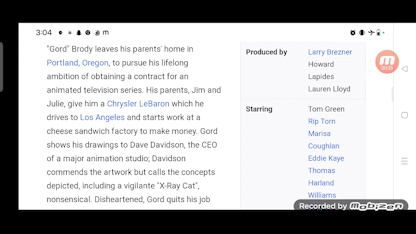 3:04
"Gord" Brody leaves his parents' home in
Portland, Oregon, to pursue his lifelong
ambition of obtaining a contract for an
animated television series. His parents, Jim and
Julie, give him a Chrysler LeBaron which he
drives to Los Angeles and starts work at a
cheese sandwich factory to make money. Gord
shows his drawings to Dave Davidson, the CEO
of a major animation studio; Davidson
commends the artwork but calls the concepts
depicted, including a vigilante "X-Ray Cat",
nonsensical. Disheartened, Gord quits his job
Produced by
Larry Brezner
Howard
Lapides
Lauren Lloyd
Starring
Tom Green
Rip Torn
Marisa
Coughlan
Eddie Kaye
Thomas
Harland
Williams
Recorded by MOBIZEN